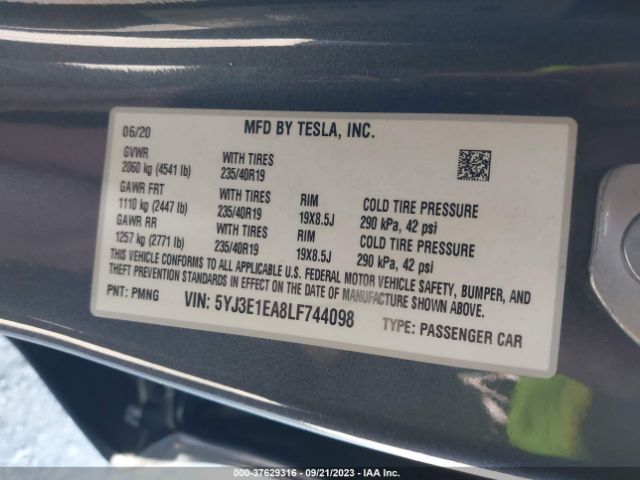 06/20 MFD BY TESLA, INC.
GVWR WITH TIRES
2060 kg (4541 lb) 235/40R19
GAWR FRT WITH TIRES RIM COLD TIRE PRESSURE
1110 kg (2447 lb) 235/40R19 19X8.5J 290 kPa, 42 psi
GAWR RR WITH TIRES RIM COLD TIRE PRESSURE
1257 kg (2771 lb) 235/40R19 19X8.5J 290 kPa, 42 psi
THIS VEHICLE CONFORMS TO ALL APPLICABLE U.S. FEDERAL MOTOR VEHICLE SAFETY, BUMPER, AND
THEFT PREVENTION STANDARDS IN EFFECT ON THE DATE OF MANUFACTURE SHOWN ABOVE.
PNT: PMNG VIN: 5YJ3E1EA8LF744098 TYPE: PASSENGER CAR
000-37629316 - 09/21/2023 - IAA Inc.